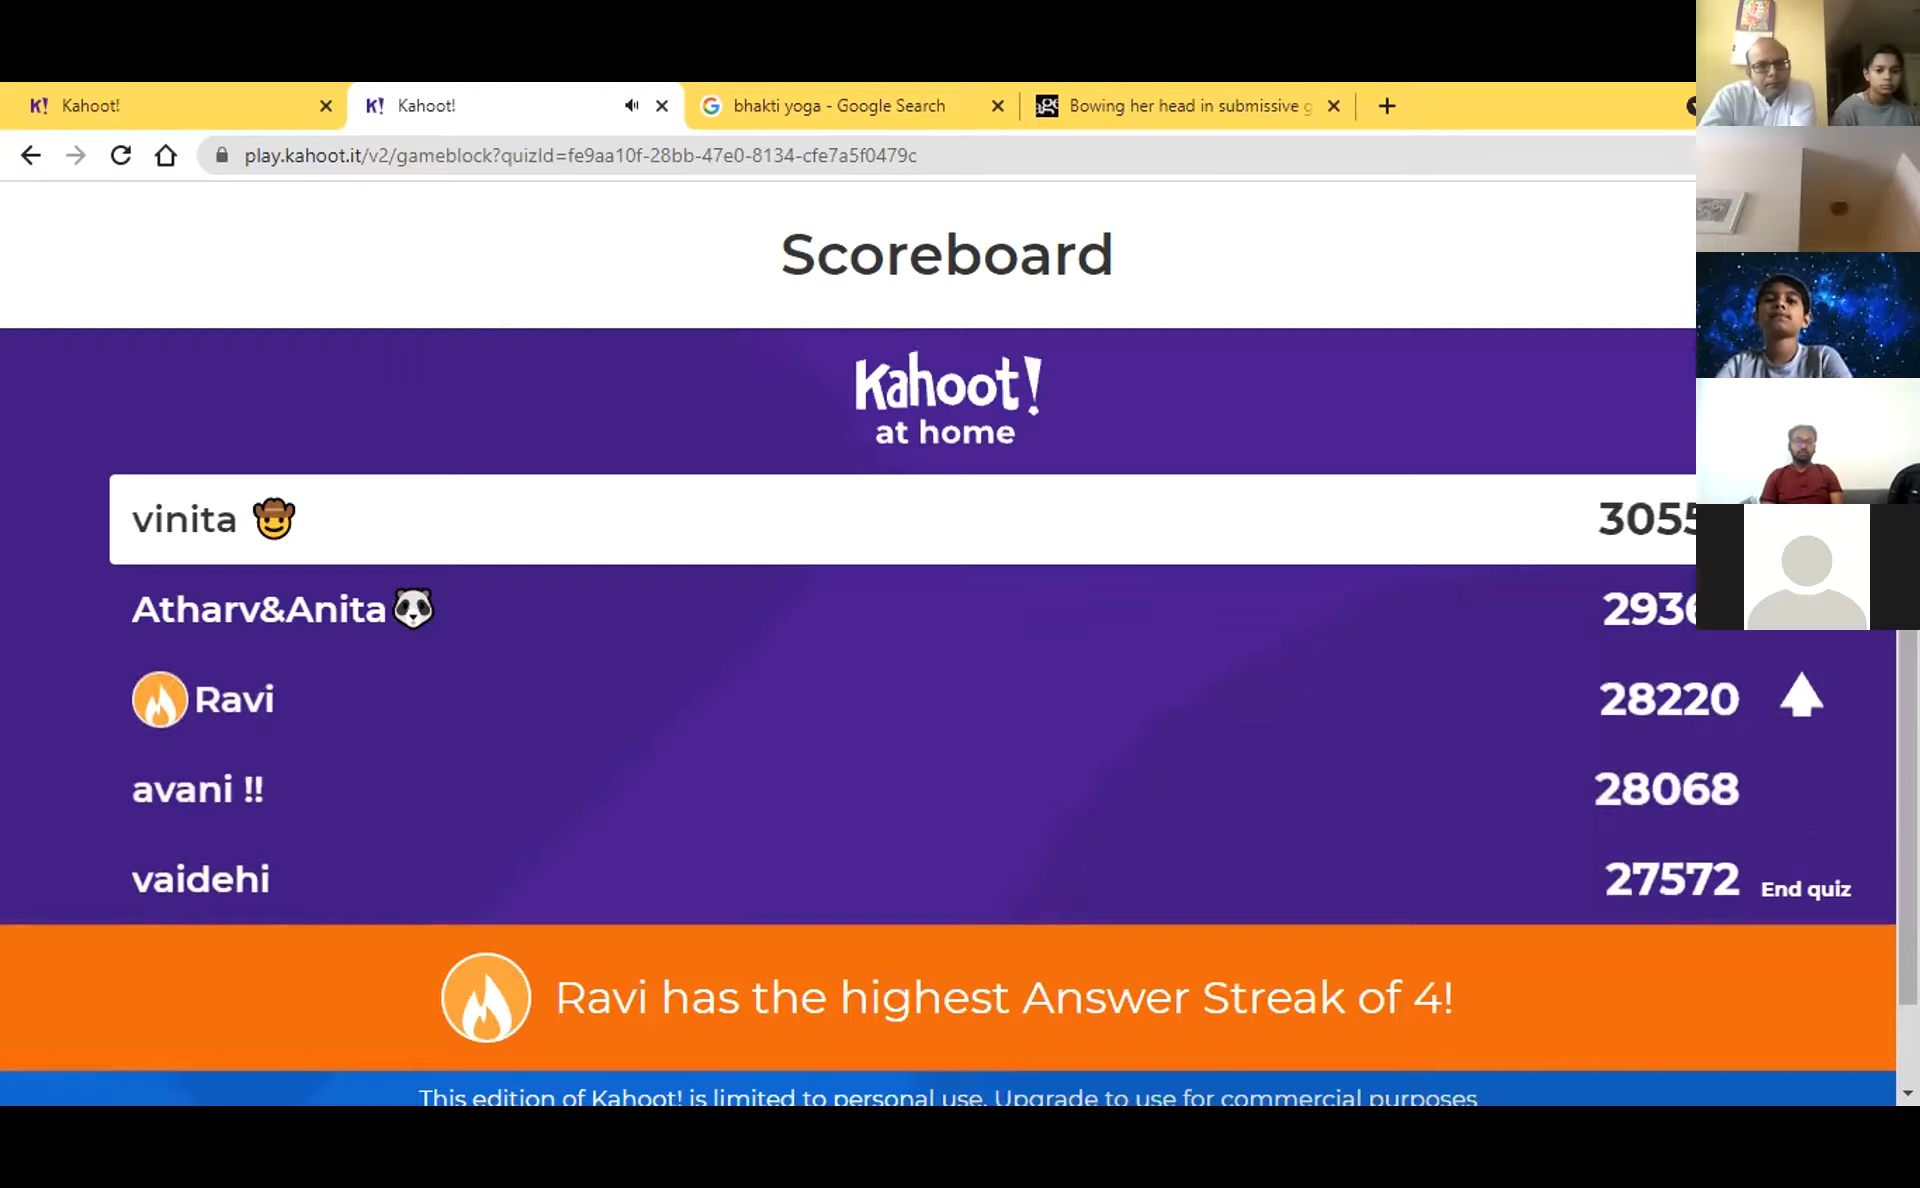 K! Kahoot! K! Kahoot! G bhakti yoga - Google Search age Bowing her head in submissive g
play.kahoot.it/v2/gameblock?quizId=fe9aa10f-28bb-47e0-8134-cfe7a5f0479c
Scoreboard
Kahoot!
at home
vinita 3055
Atharv&Anita 2936
Ravi 28220
avani !! 28068
vaidehi 27572
End quiz
Ravi has the highest Answer Streak of 4!
This edition of Kahoot! is limited to personal use. Upgrade to use for commercial purposes